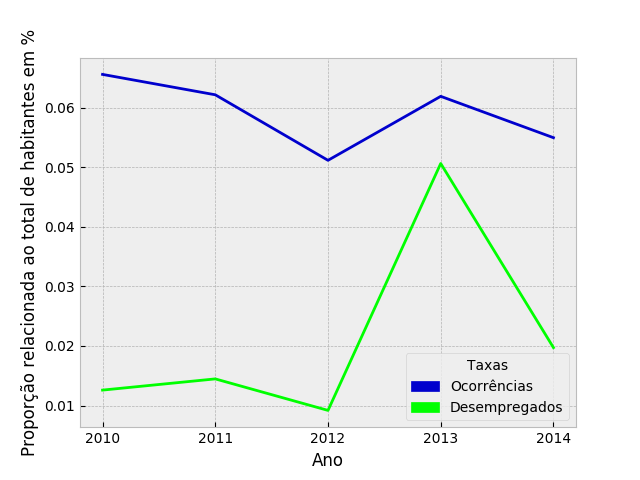 Proporção relacionada ao total de habitantes em %
0.06
0.05
0.04
0.03
0.02
0.01
Taxas
Ocorrências
Desempregados
2010 2011 2012 2013 2014
Ano